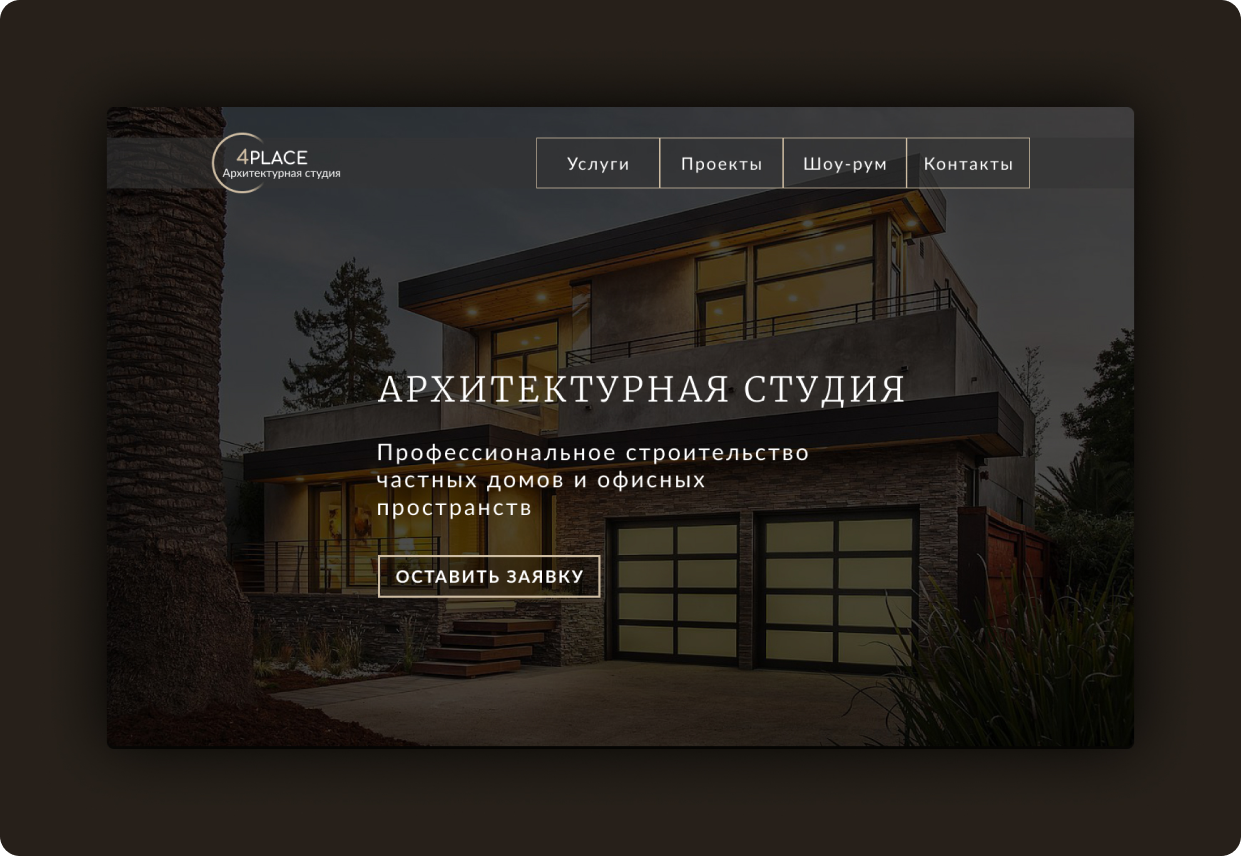 4PLACE
Архитектурная студия
Услуги
Проекты
Шоу-рум
Контакты
АРХИТЕКТУРНАЯ СТУДИЯ
Профессиональное строительство
частных домов и офисных
пространств
ОСТАВИТЬ ЗАЯВКУ